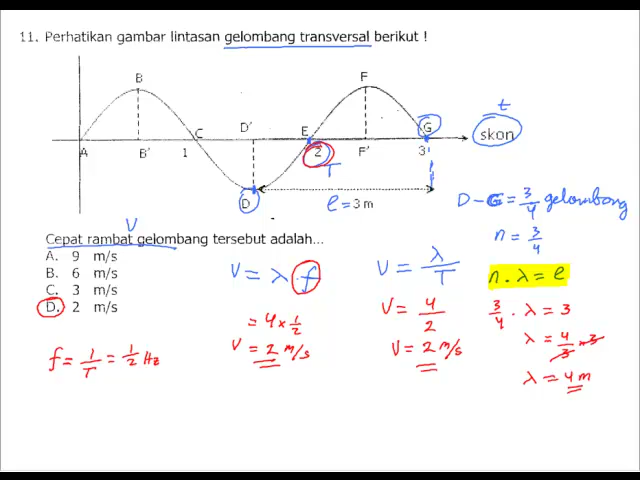 11. Perhatikan gambar lintasan gelombang transversal berikut !
B
F
t
D'
E
C
G
skon
A
B'
1
2
F'
3
T
D
ℓ = 3 m
D - G = 3/4 gelombang
n = 3/4
n . λ = ℓ
3/4 . λ = 3
λ = 4/3 × 3
λ = 4 m
V
Cepat rambat gelombang tersebut adalah...
A. 9 m/s
B. 6 m/s
C. 3 m/s
D. 2 m/s
f = 1/T = 1/2 Hz
V = λ . f
= 4 x 1/2
V = 2 m/s
V = λ/T
V = 4/2
V = 2 m/s